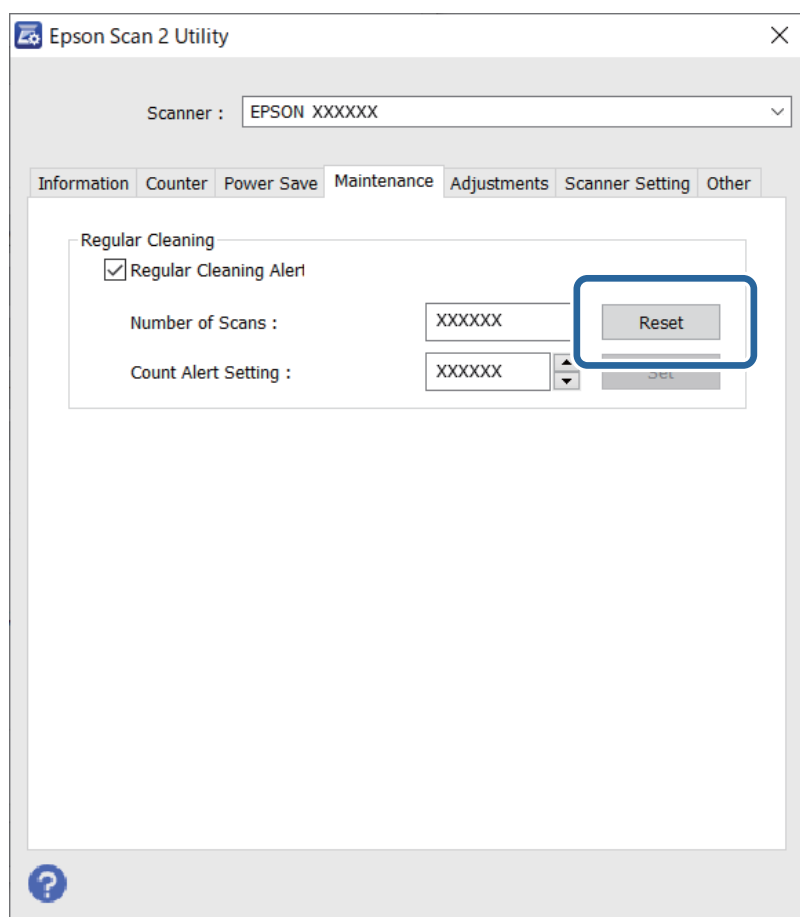 Epson Scan 2 Utility
Scanner : EPSON XXXXXX
Information Counter Power Save Maintenance Adjustments Scanner Setting Other
Regular Cleaning
Regular Cleaning Alert
Number of Scans : XXXXXX Reset
Count Alert Setting : XXXXXX Set